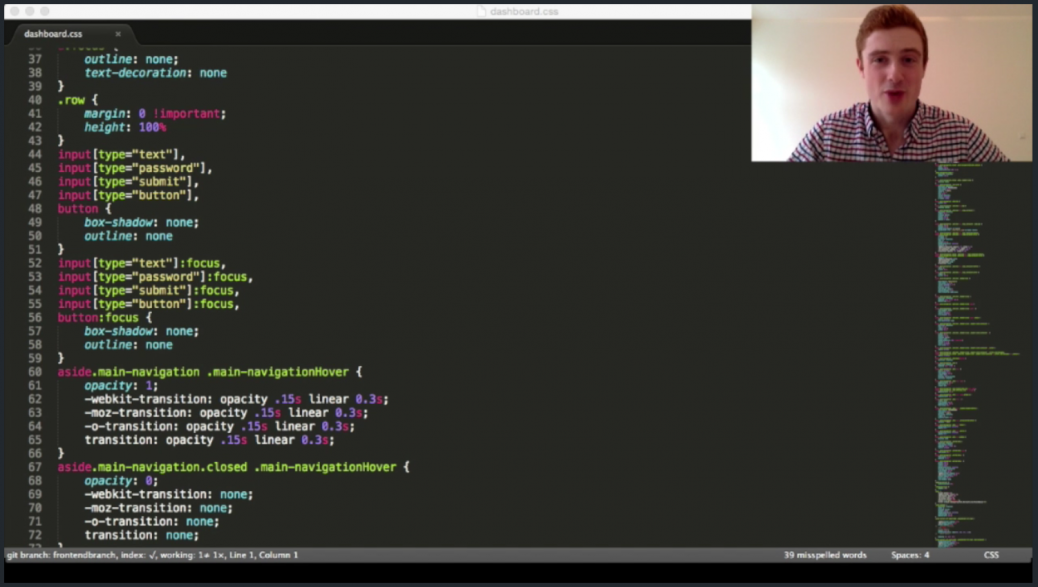 dashboard.css
dashboard.css
37 outline: none;
38 text-decoration: none
39 }
40 .row {
41 margin: 0 !important;
42 height: 100%
43 }
44 input[type="text"],
45 input[type="password"],
46 input[type="submit"],
47 input[type="button"],
48 button {
49 box-shadow: none;
50 outline: none
51 }
52 input[type="text"]:focus,
53 input[type="password"]:focus,
54 input[type="submit"]:focus,
55 input[type="button"]:focus,
56 button:focus {
57 box-shadow: none;
58 outline: none
59 }
60 aside.main-navigation .main-navigationHover {
61 opacity: 1;
62 -webkit-transition: opacity .15s linear 0.3s;
63 -moz-transition: opacity .15s linear 0.3s;
64 -o-transition: opacity .15s linear 0.3s;
65 transition: opacity .15s linear 0.3s;
66 }
67 aside.main-navigation.closed .main-navigationHover {
68 opacity: 0;
69 -webkit-transition: none;
70 -moz-transition: none;
71 -o-transition: none;
72 transition: none;
git branch: frontendbranch, index: √, working: 1≠ 1×, Line 1, Column 1 39 misspelled words Spaces: 4 CSS